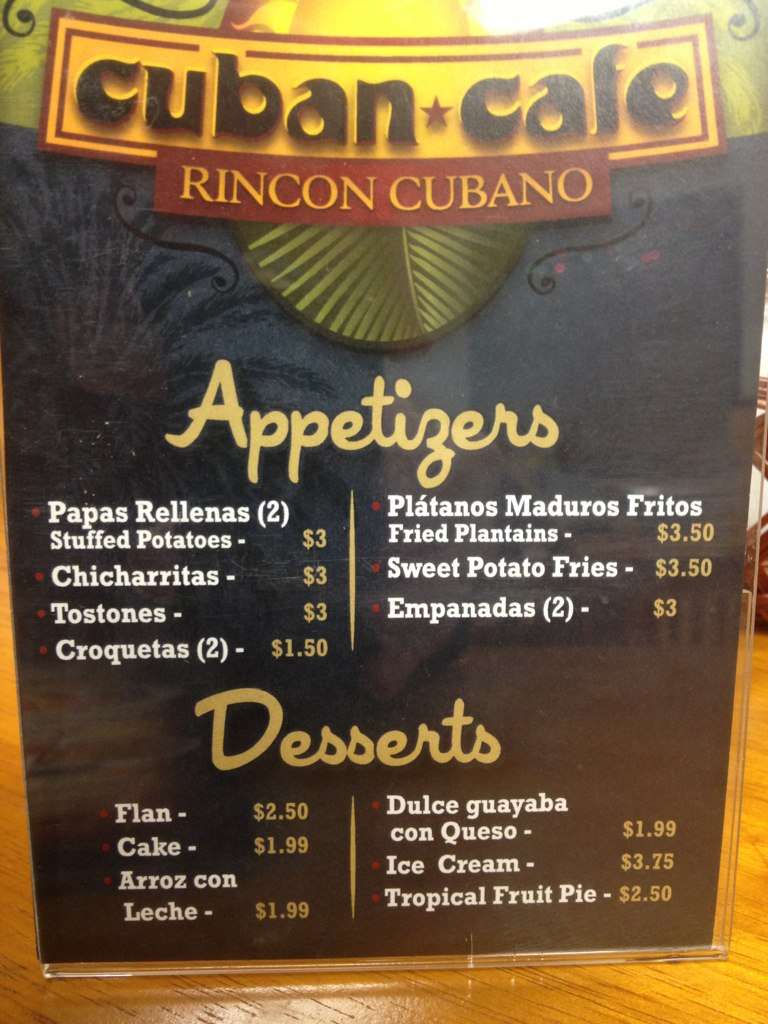 cuban cafe
RINCON CUBANO
Appetizers
Papas Rellenas (2)
Stuffed Potatoes - $3
Chicharritas - $3
Tostones - $3
Croquetas (2) - $1.50
Plátanos Maduros Fritos
Fried Plantains - $3.50
Sweet Potato Fries - $3.50
Empanadas (2) - $3
Desserts
Flan - $2.50
Cake - $1.99
Arroz con
Leche - $1.99
Dulce guayaba
con Queso - $1.99
Ice Cream - $3.75
Tropical Fruit Pie - $2.50